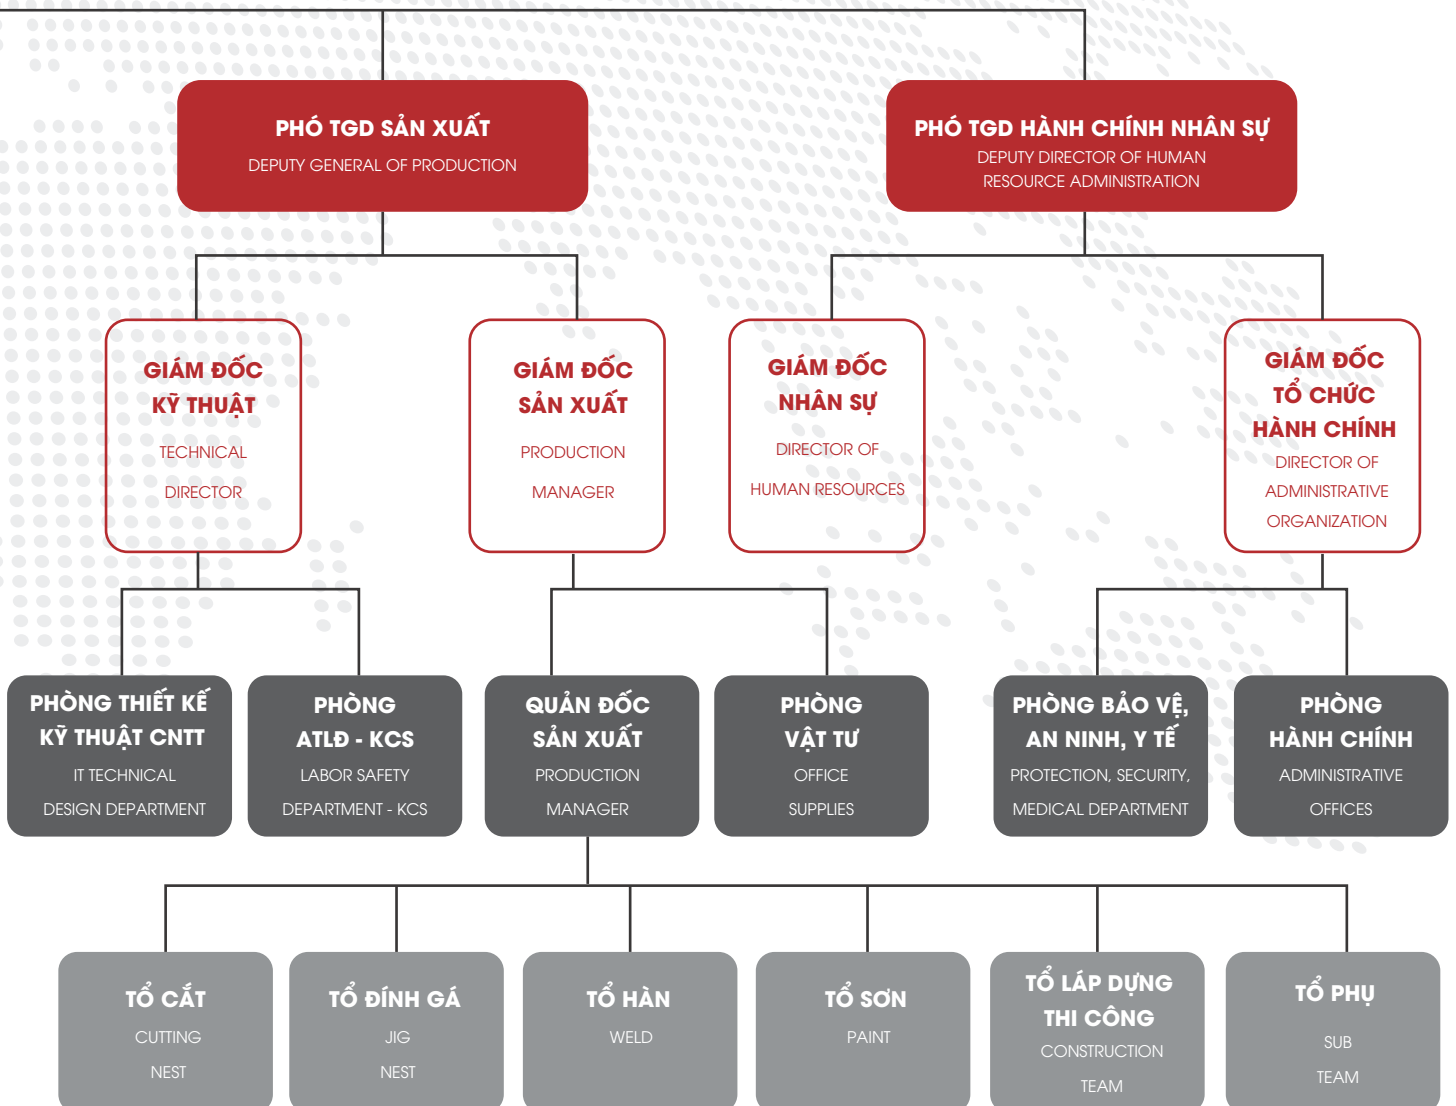 PHÓ TGD SẢN XUẤT
DEPUTY GENERAL OF PRODUCTION
PHÓ TGD HÀNH CHÍNH NHÂN SỰ
DEPUTY DIRECTOR OF HUMAN
RESOURCE ADMINISTRATION
GIÁM ĐỐC
KỸ THUẬT
TECHNICAL
DIRECTOR
GIÁM ĐỐC
SẢN XUẤT
PRODUCTION
MANAGER
GIÁM ĐỐC
NHÂN SỰ
DIRECTOR OF
HUMAN RESOURCES
GIÁM ĐỐC
TỔ CHỨC
HÀNH CHÍNH
DIRECTOR OF
ADMINISTRATIVE
ORGANIZATION
PHÒNG THIẾT KẾ
KỸ THUẬT CNTT
IT TECHNICAL
DESIGN DEPARTMENT
PHÒNG
ATLĐ - KCS
LABOR SAFETY
DEPARTMENT - KCS
QUẢN ĐỐC
SẢN XUẤT
PRODUCTION
MANAGER
PHÒNG
VẬT TƯ
OFFICE
SUPPLIES
PHÒNG BẢO VỆ,
AN NINH, Y TẾ
PROTECTION, SECURITY,
MEDICAL DEPARTMENT
PHÒNG
HÀNH CHÍNH
ADMINISTRATIVE
OFFICES
TỔ CẮT
CUTTING
NEST
TỔ ĐÍNH GÁ
JIG
NEST
TỔ HÀN
WELD
TỔ SƠN
PAINT
TỔ LÁP DỰNG
THI CÔNG
CONSTRUCTION
TEAM
TỔ PHỤ
SUB
TEAM